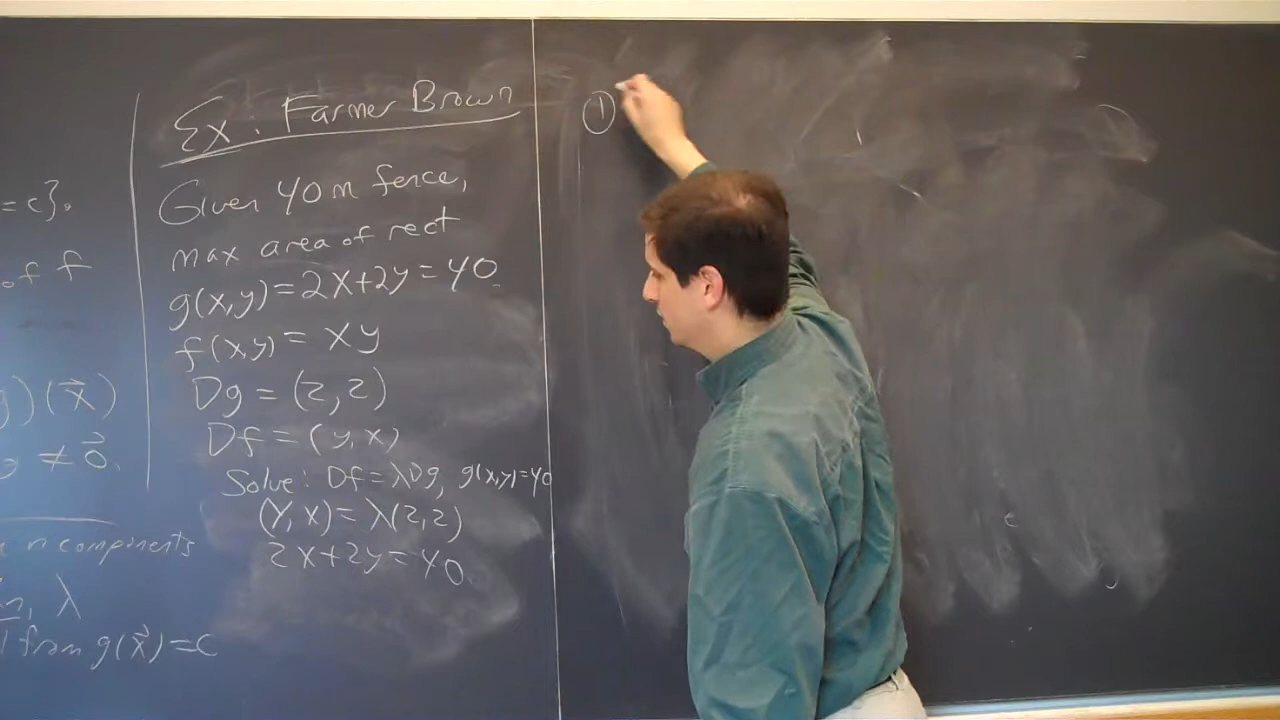 = c}.
of f
g)(x⃗)
≠ 0⃗.
n components
n, λ
from g(x⃗) = c
Ex. Farmer Brown
Given 40 m fence,
max area of rect
g(x,y) = 2x+2y = 40.
f(x,y) = xy
Dg = (2, 2)
Df = (y, x)
Solve: Df = λDg, g(x,y)=40
(y, x) = λ(2, 2)
2x+2y = 40
①